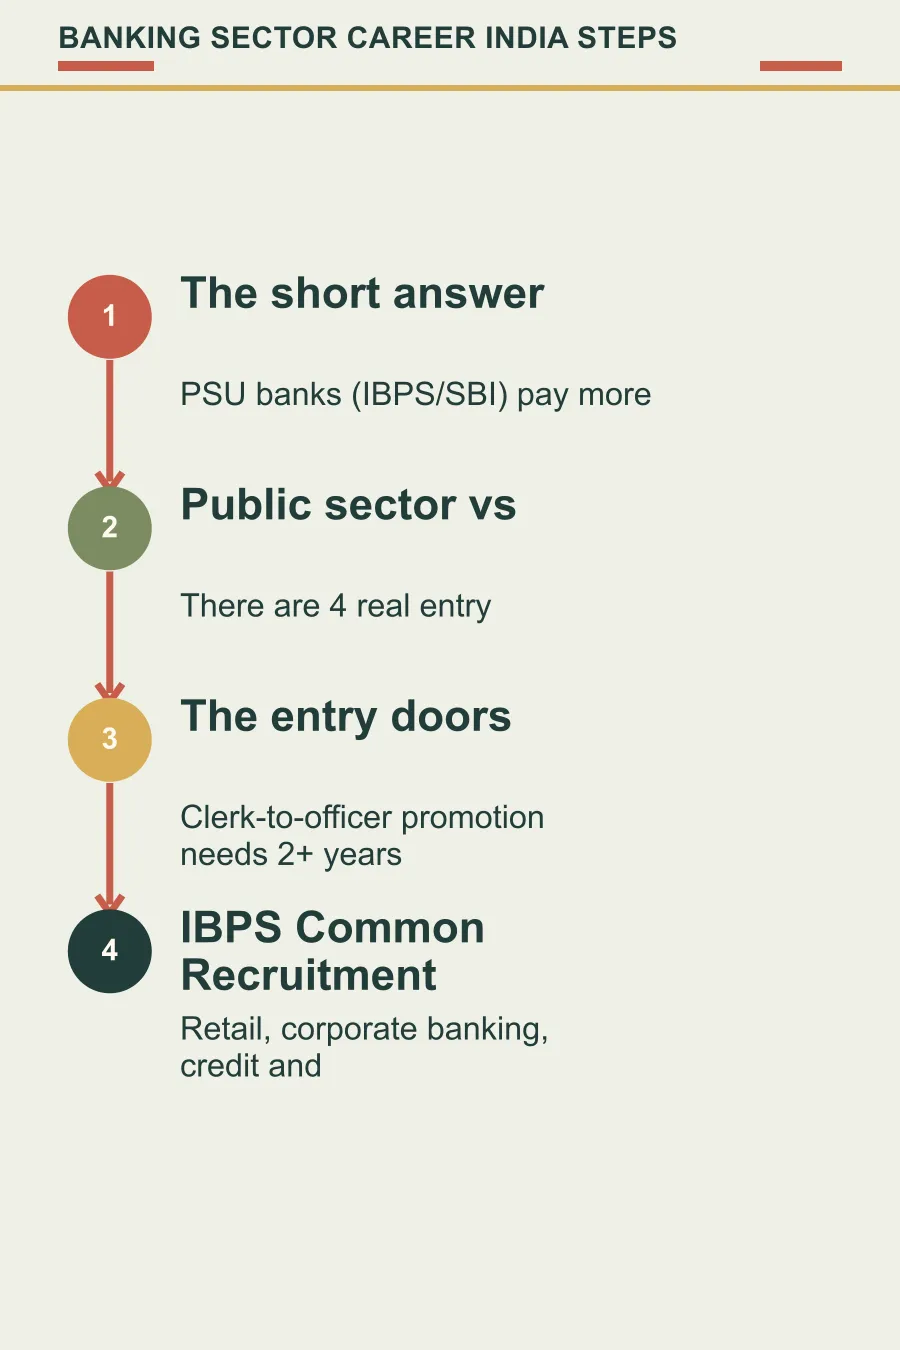 BANKING SECTOR CAREER INDIA STEPS
1
The short answer
PSU banks (IBPS/SBI) pay more
2
Public sector vs
There are 4 real entry
3
The entry doors
Clerk-to-officer promotion
needs 2+ years
4
IBPS Common
Recruitment
Retail, corporate banking,
credit and